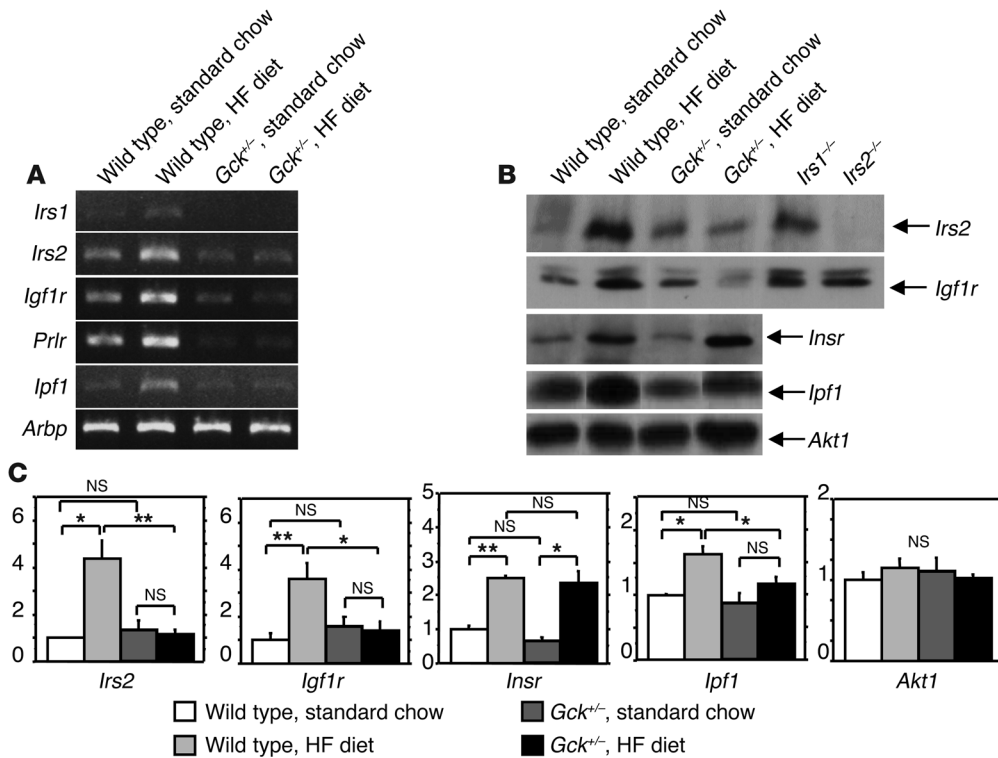 Wild type, standard chow
Wild type, HF diet
Gck+/–, standard chow
Gck+/–, HF diet
A
Irs1
Irs2
Igf1r
Prlr
Ipf1
Arbp
Wild type, standard chow
Wild type, HF diet
Gck+/–, standard chow
Gck+/–, HF diet
Irs1–/–
Irs2–/–
B
Irs2
Igf1r
Insr
Ipf1
Akt1
C
6
4
2
0
NS
*
**
NS
Irs2
6
4
2
0
NS
**
*
NS
Igf1r
5
4
3
2
1
0
NS
NS
**
*
Insr
2
1
0
NS
*
*
NS
Ipf1
2
1
0
NS
Akt1
Wild type, standard chow
Gck+/–, standard chow
Wild type, HF diet
Gck+/–, HF diet